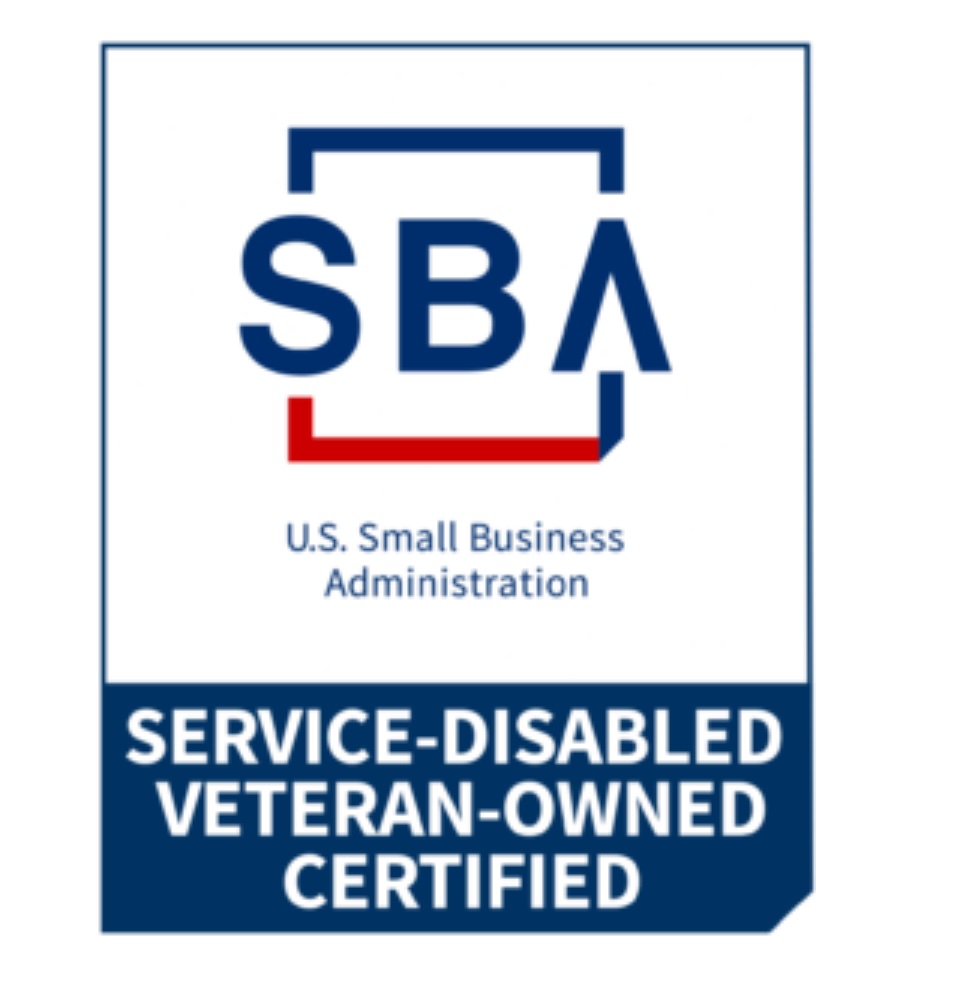 SBA
U.S. Small Business
Administration
SERVICE-DISABLED
VETERAN-OWNED
CERTIFIED